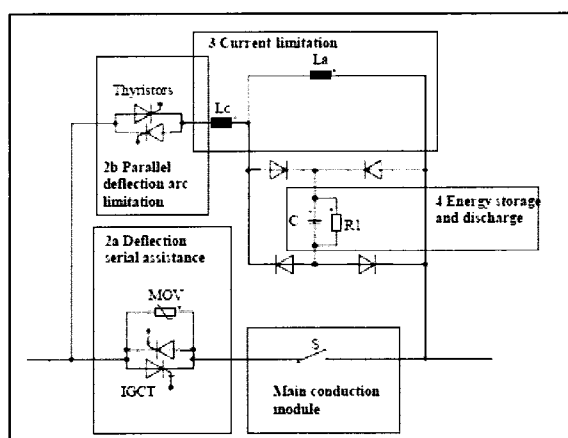 3 Current limitation
La
Thyristors
Lc
2b Parallel
deflection arc
limitation
4 Energy storage
and discharge
C
R1
2a Deflection
serial assistance
MOV
IGCT
S
Main conduction
module